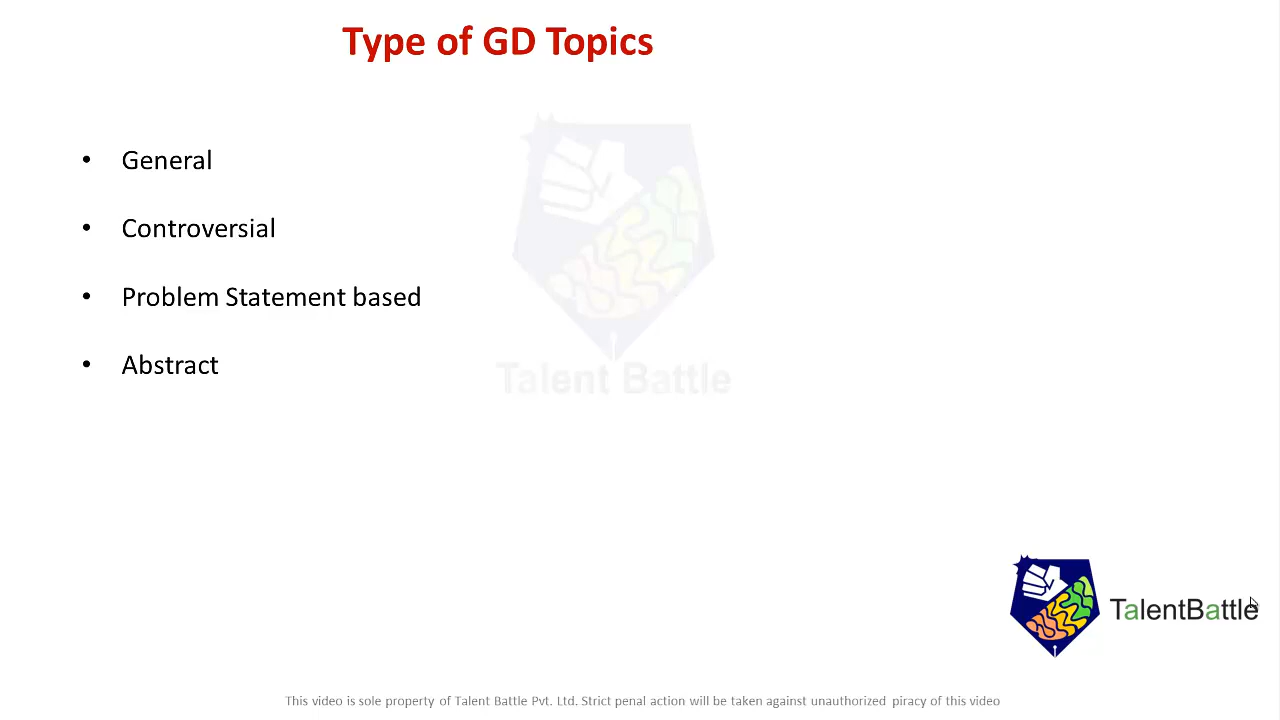 Type of GD Topics
• General
• Controversial
• Problem Statement based
• Abstract
Talent Battle
TalentBattle
This video is sole property of Talent Battle Pvt. Ltd. Strict penal action will be taken against unauthorized piracy of this video